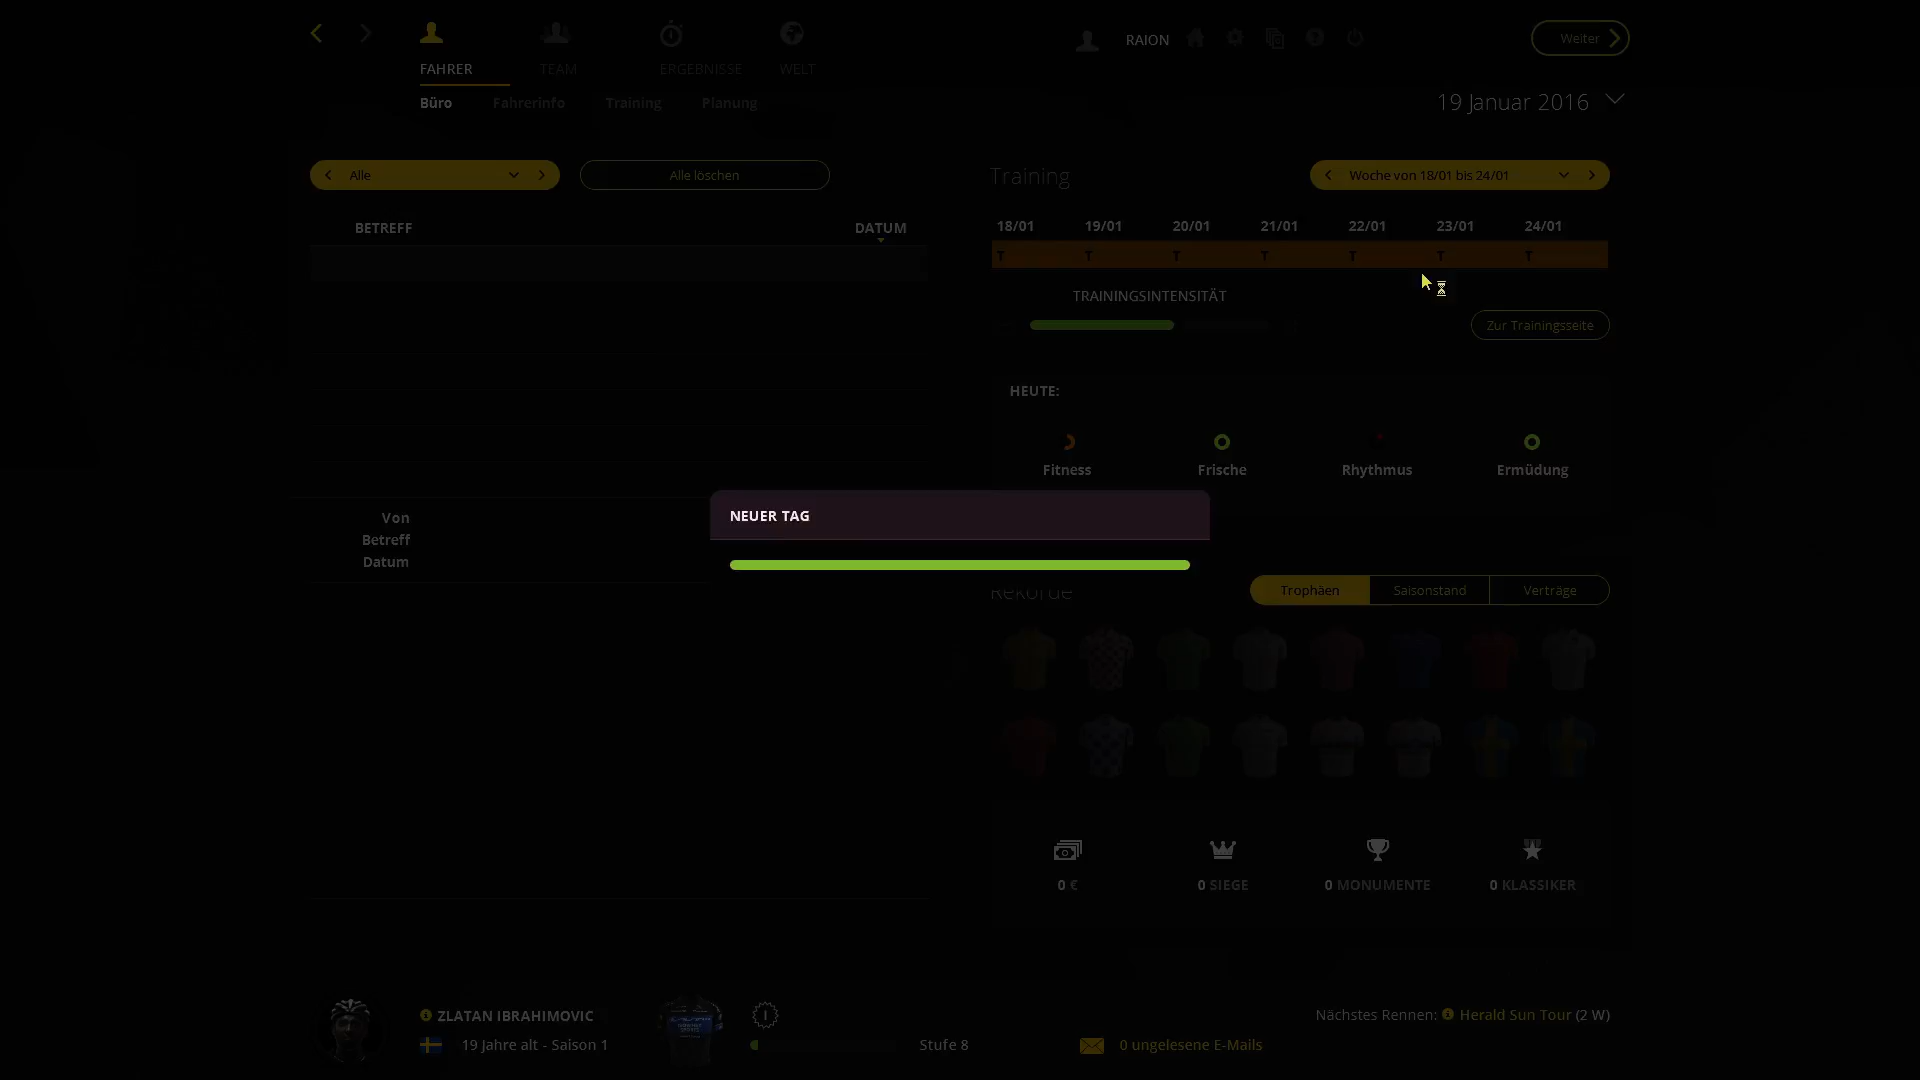 RAION
Weiter
FAHRER
TEAM
ERGEBNISSE
WELT
Büro
Fahrerinfo
Training
Planung
19 Januar 2016
Alle
Alle löschen
Training
Woche von 18/01 bis 24/01
BETREFF
DATUM
18/01
19/01
20/01
21/01
22/01
23/01
24/01
T
T
T
T
T
T
T
TRAININGSINTENSITÄT
Zur Trainingsseite
HEUTE:
Fitness
Frische
Rhythmus
Ermüdung
Von
Betreff
Datum
NEUER TAG
Rekorde
Trophäen
Saisonstand
Verträge
0 €
0 SIEGE
0 MONUMENTE
0 KLASSIKER
ZLATAN IBRAHIMOVIC
19 Jahre alt - Saison 1
Stufe 8
Nächstes Rennen: Herald Sun Tour (2 W)
0 ungelesene E-Mails